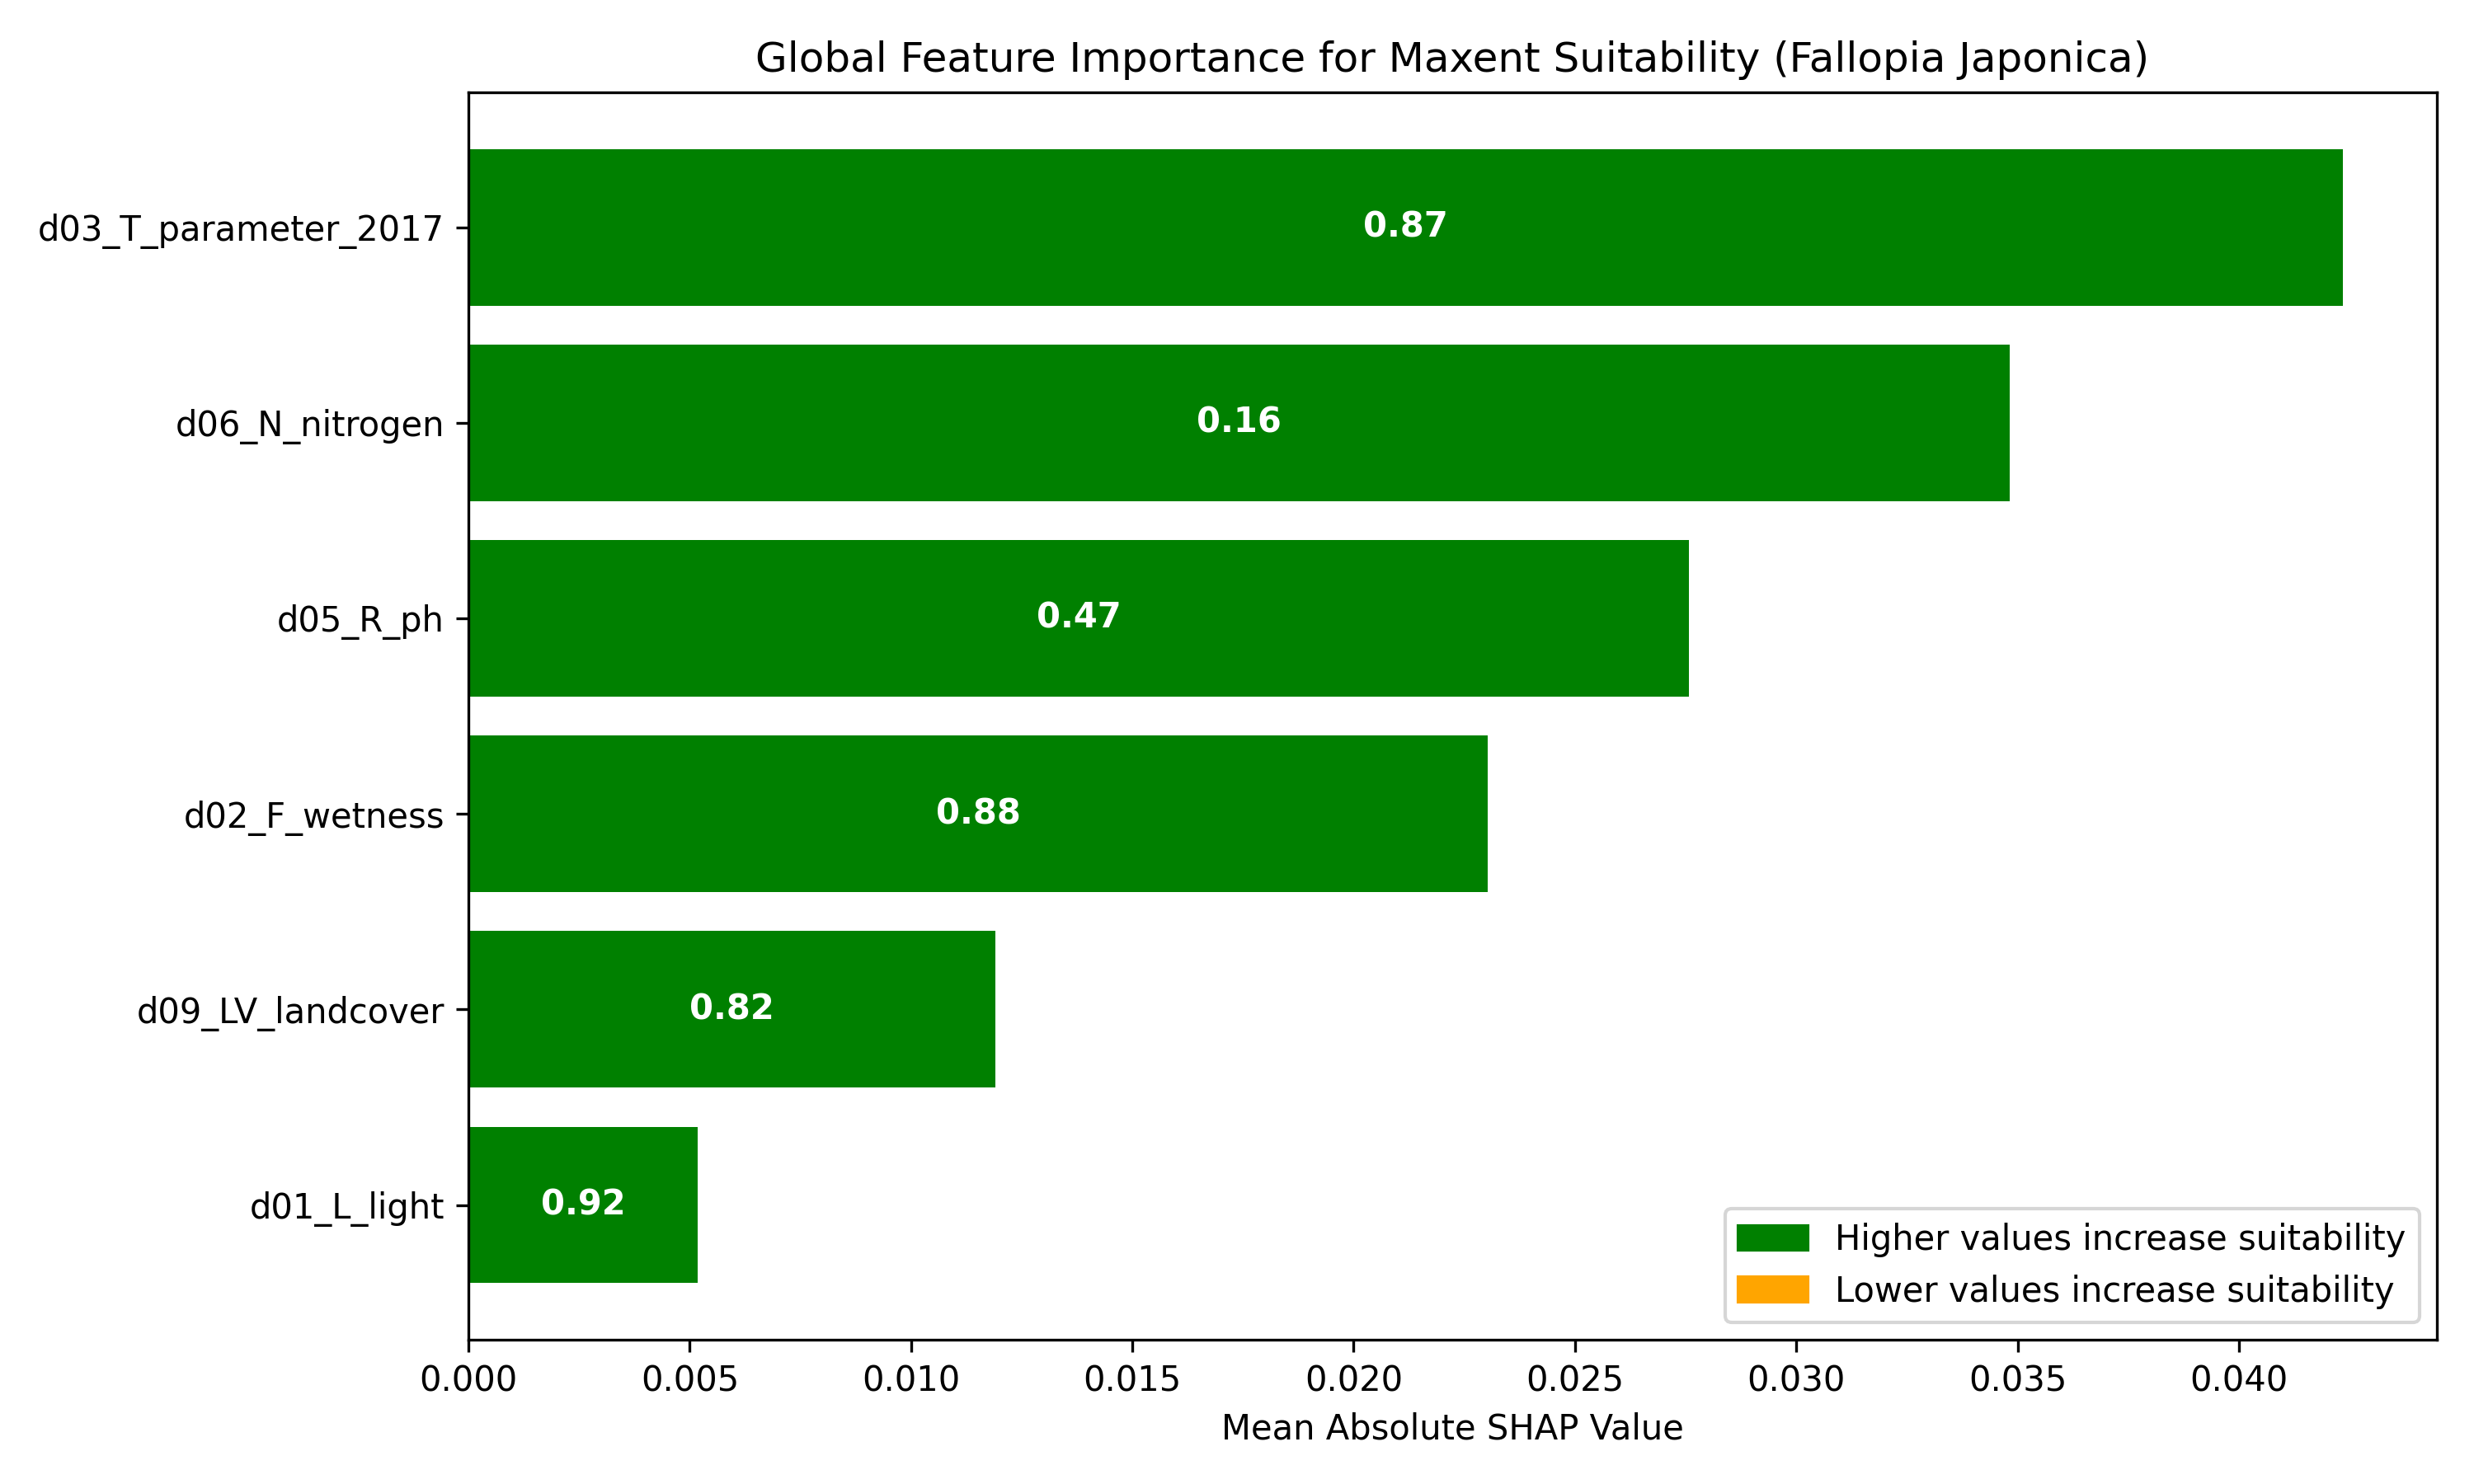 Global Feature Importance for Maxent Suitability (Fallopia Japonica)
d03_T_parameter_2017
0.87
d06_N_nitrogen
0.16
d05_R_ph
0.47
d02_F_wetness
0.88
d09_LV_landcover
0.82
d01_L_light
0.92
Higher values increase suitability
Lower values increase suitability
0.000 0.005 0.010 0.015 0.020 0.025 0.030 0.035 0.040
Mean Absolute SHAP Value